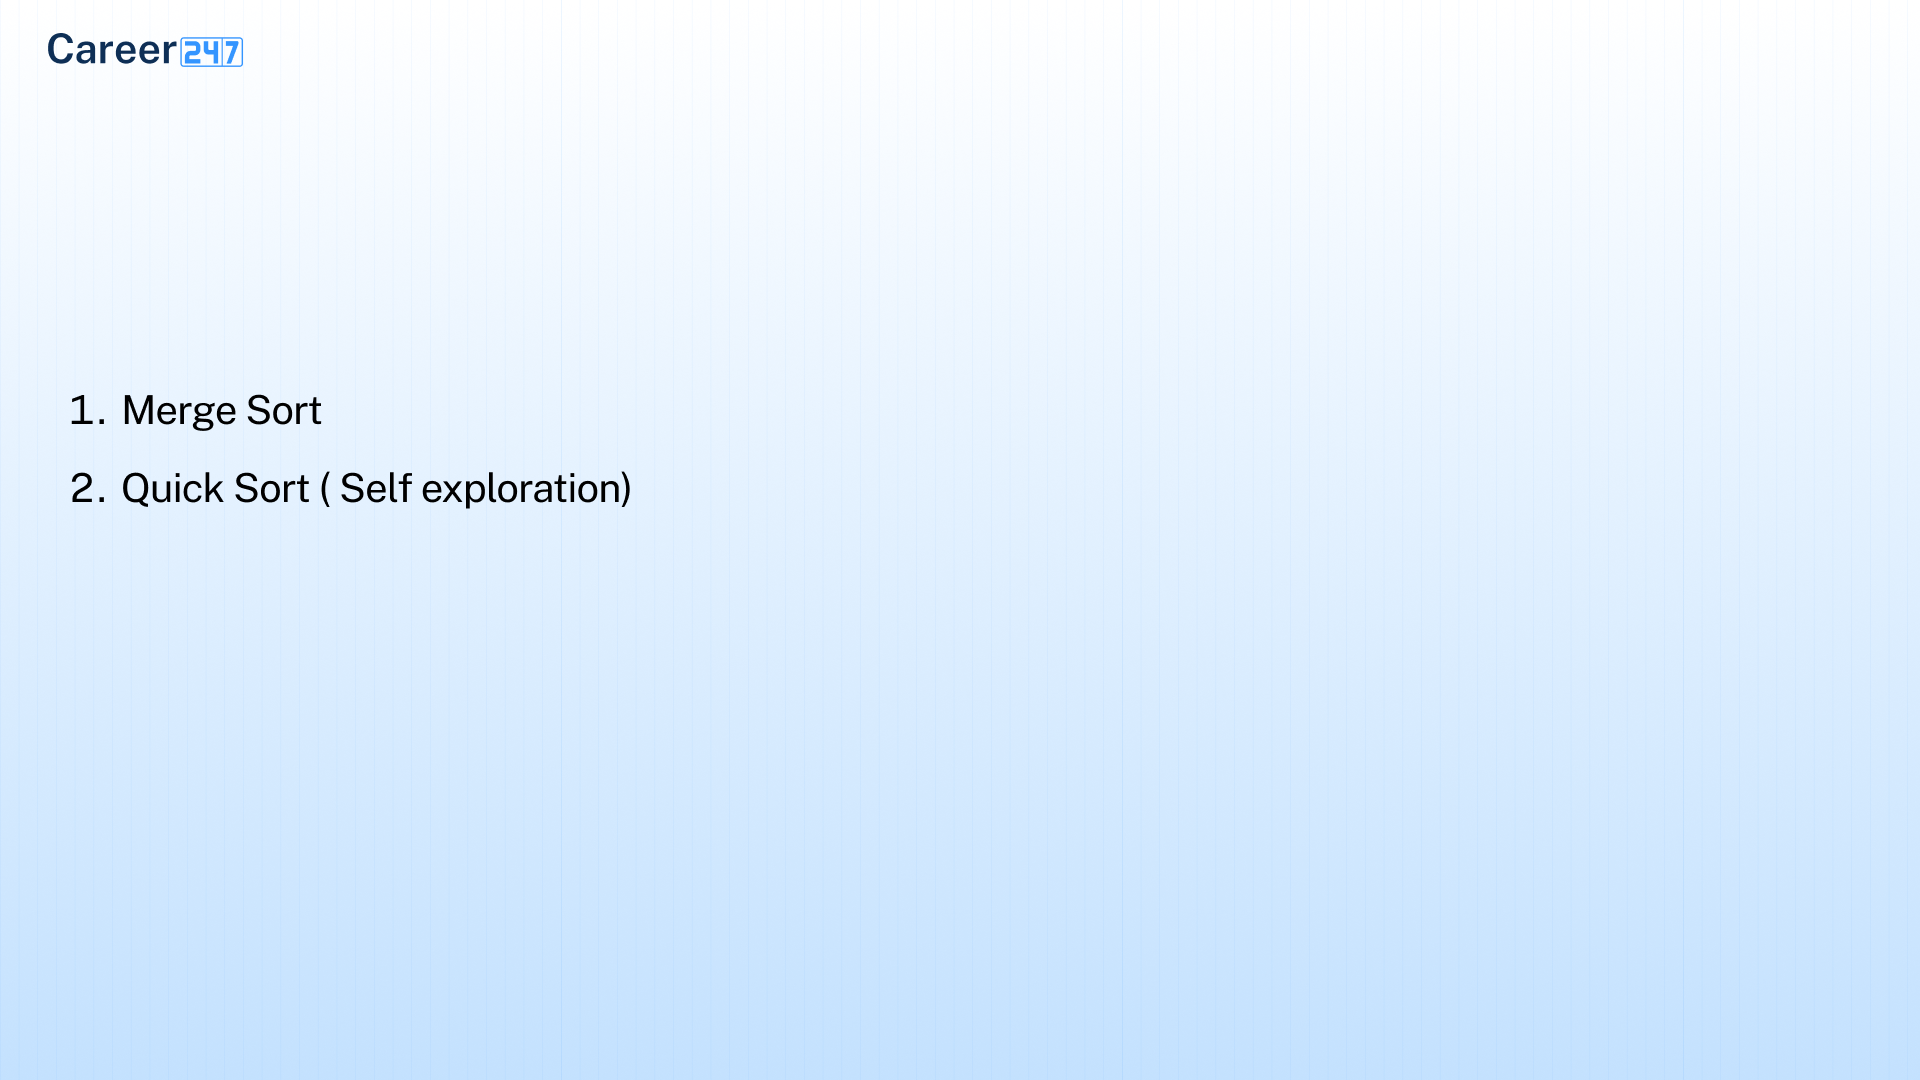 Career247
1. Merge Sort
2. Quick Sort ( Self exploration)